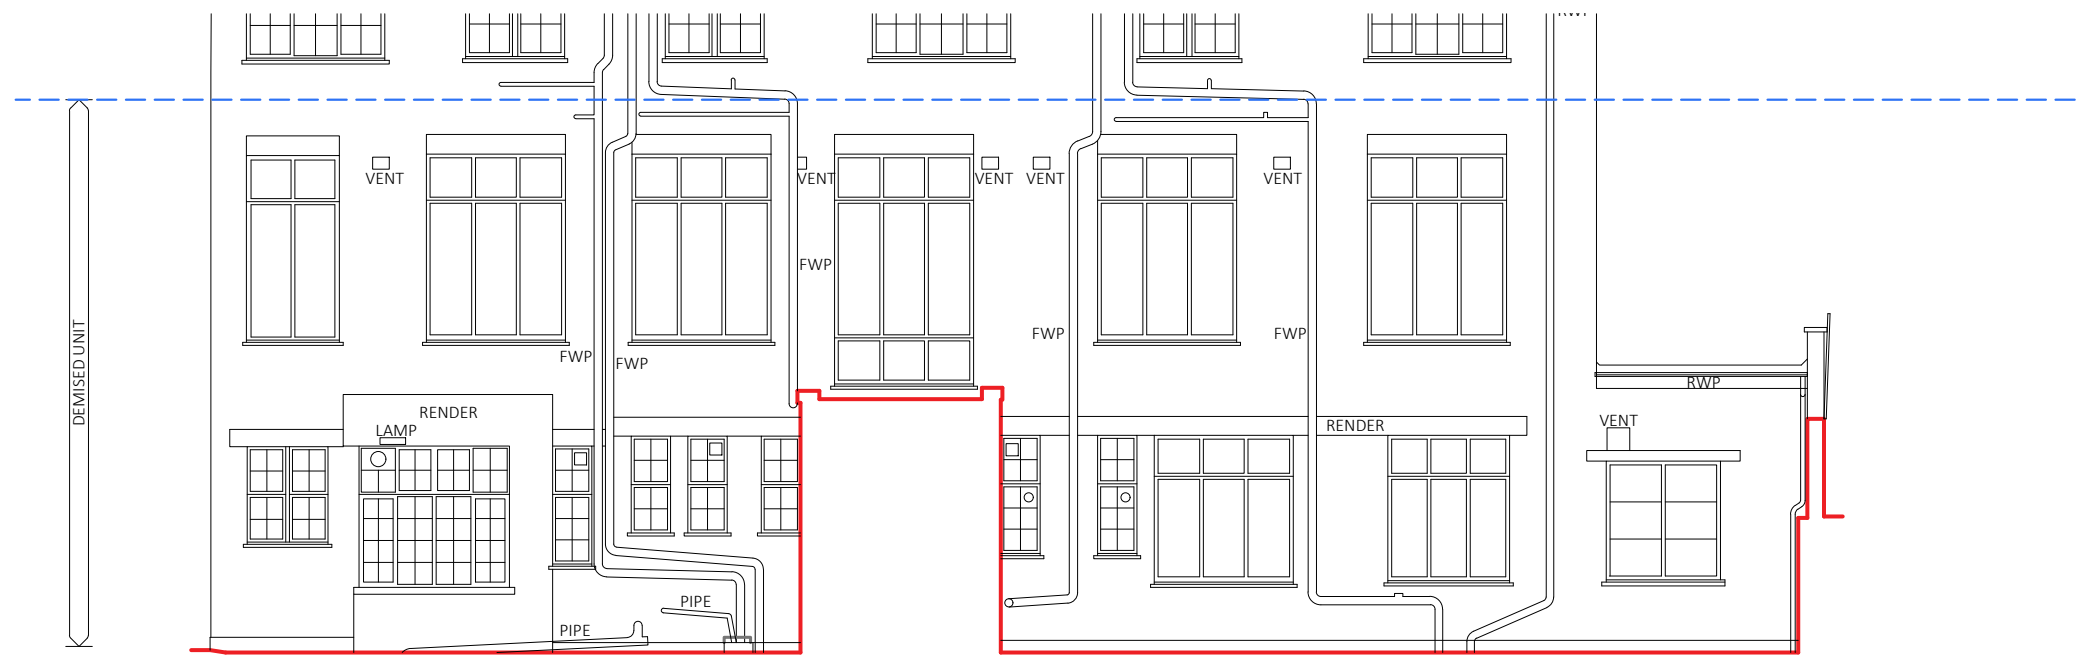 RWP
VENT
VENT
VENT
VENT
VENT
FWP
DEMISED UNIT
FWP
FWP
FWP
FWP
RWP
RENDER
LAMP
RENDER
VENT
PIPE
PIPE